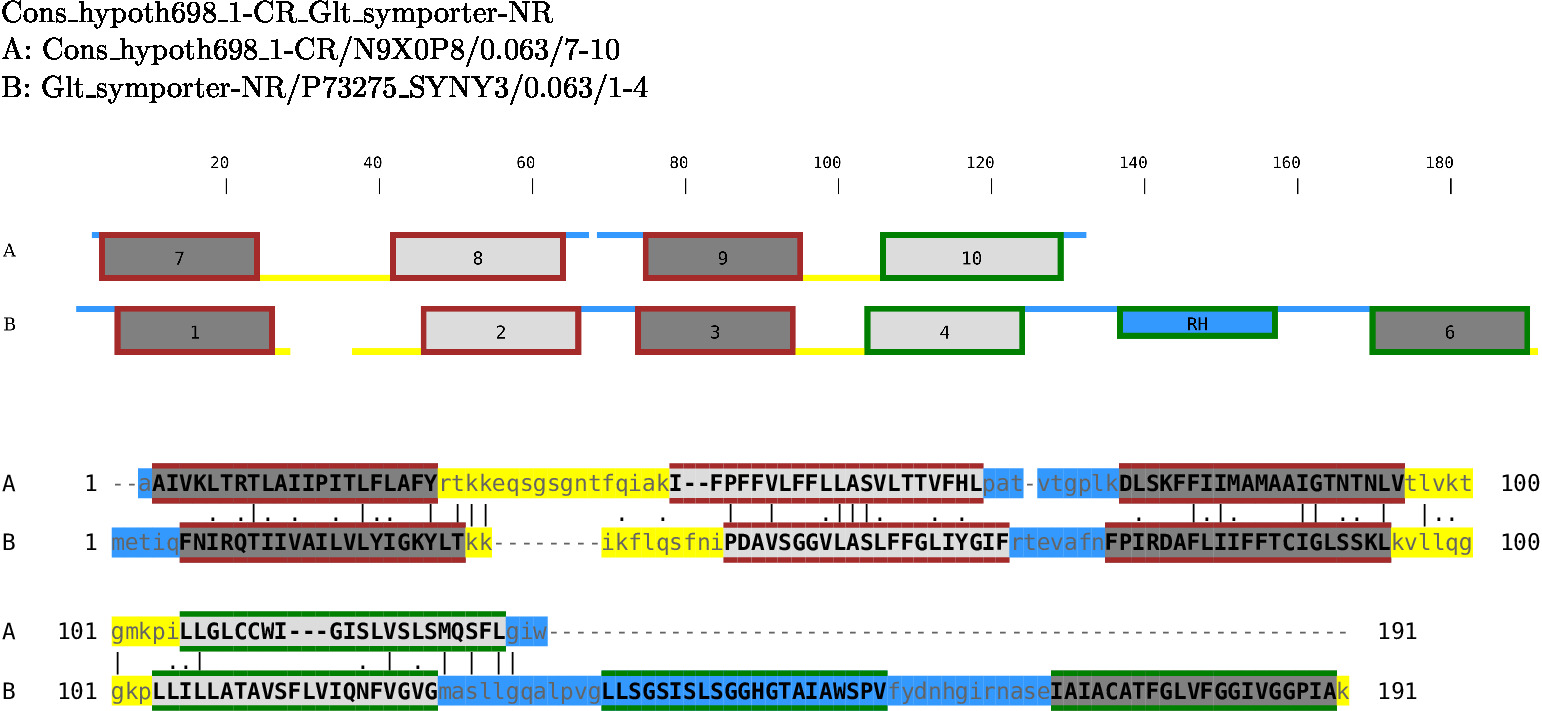 Cons_hypoth698_1-CR_Glt_symporter-NR
A: Cons_hypoth698_1-CR/N9X0P8/0.063/7-10
B: Glt_symporter-NR/P73275_SYNY3/0.063/1-4
20 40 60 80 100 120 140 160 180
A 7 8 9 10
B 1 2 3 4 RH 6
A 1 --aAIVKLTRTLAIIPITLFLAFYrtkkeqsgsgntfqiakI--FPFFVLFFLLASVLTTVFHLpat-vtgplkDLSKFFIIMAMAAIGTNTNLVtlvkt 100
B 1 metiqFNIRQTIIVAILVLYIGKYLTkk--------ikflqsfniPDAVSGGVLASLFFGLIYGIFrtevafnFPIRDAFLIIFFTCIGLSSKLkvllqg 100
A 101 gmkpiLLGLCCWI---GISLVSLSMQSFLgiw----------------------------------------------------------- 191
B 101 gkpLLILLATAVSFLVIQNFVGVGmasllgqalpvgLLSGSISLSGGHGTAIAWSPVfydnhgirnaseIAIACATFGLVFGGIVGGPIAk 191